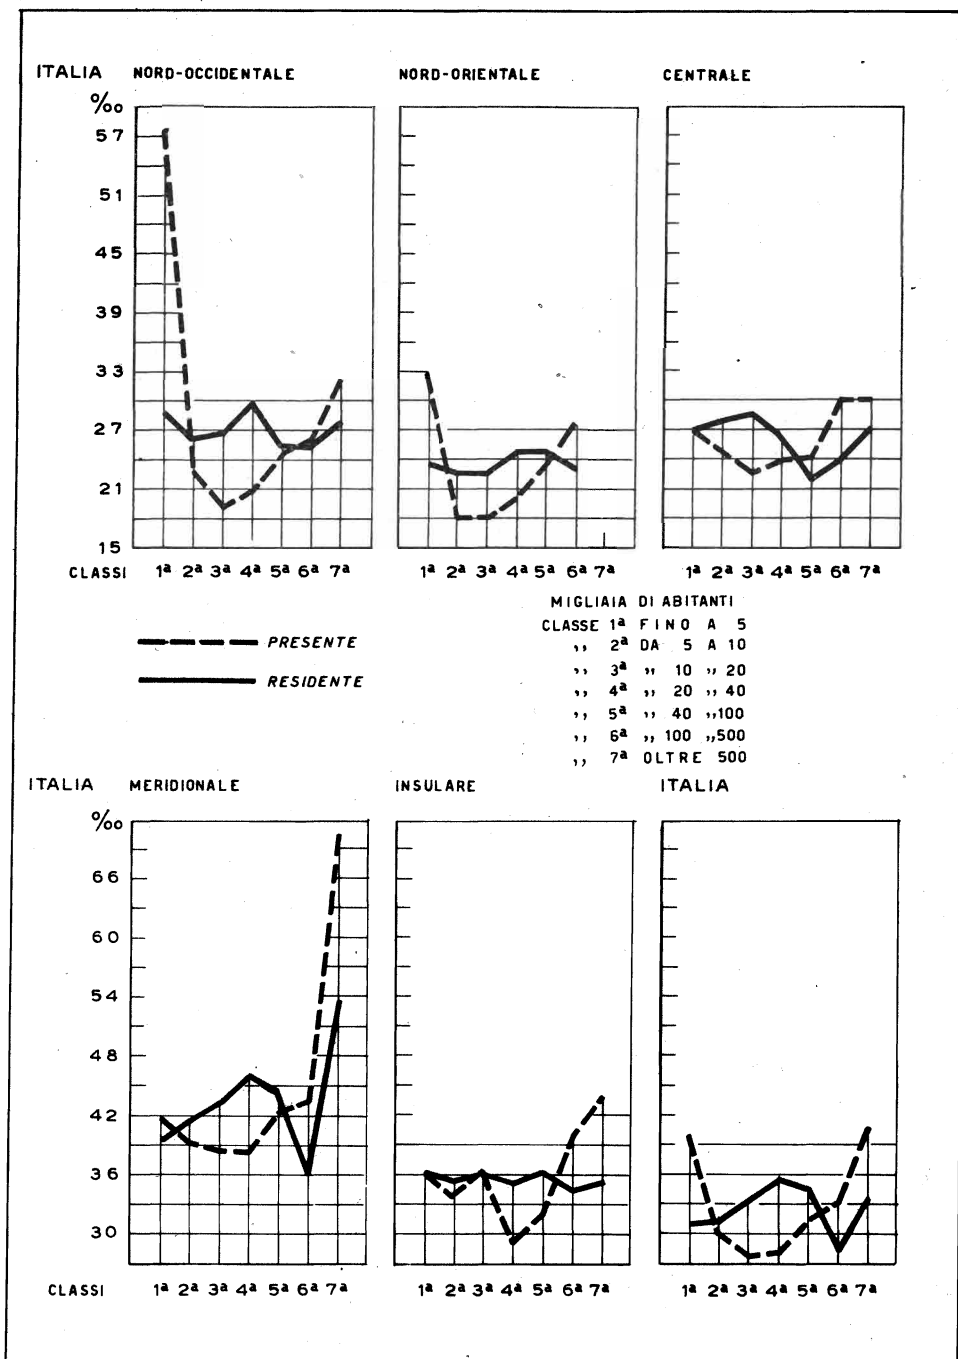 ITALIA NORD-OCCIDENTALE NORD-ORIENTALE CENTRALE
‰
57
51
45
39
33
27
21
15
CLASSI 1ª 2ª 3ª 4ª 5ª 6ª 7ª 1ª 2ª 3ª 4ª 5ª 6ª 7ª 1ª 2ª 3ª 4ª 5ª 6ª 7ª
PRESENTE
RESIDENTE
MIGLIAIA DI ABITANTI
CLASSE 1ª FINO A 5
,, 2ª DA 5 A 10
,, 3ª ,, 10 ,, 20
,, 4ª ,, 20 ,, 40
,, 5ª ,, 40 ,,100
,, 6ª ,, 100 ,,500
,, 7ª OLTRE 500
ITALIA MERIDIONALE INSULARE ITALIA
‰
66
60
54
48
42
36
30
CLASSI 1ª 2ª 3ª 4ª 5ª 6ª 7ª 1ª 2ª 3ª 4ª 5ª 6ª 7ª 1ª 2ª 3ª 4ª 5ª 6ª 7ª